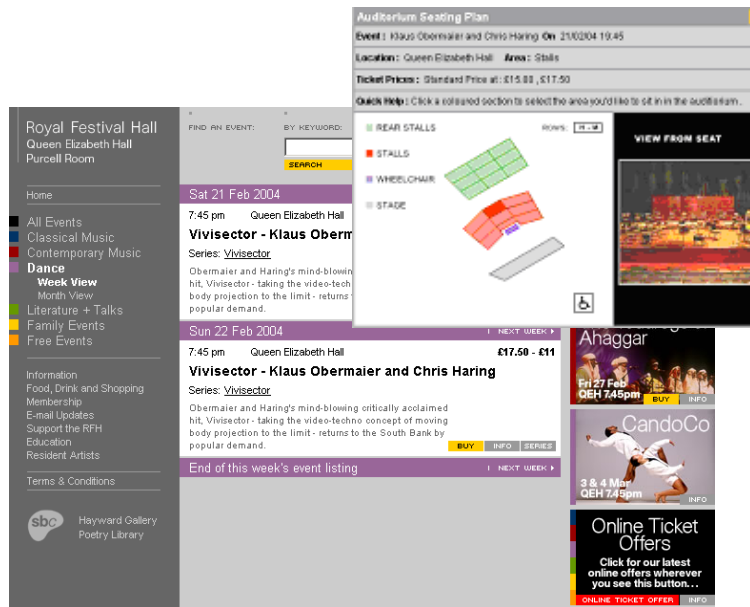 Auditorium Seating Plan
Event : Klaus Obermaier and Chris Haring On 21/02/04 19:45
Location : Queen Elizabeth Hall Area : Stalls
Ticket Prices : Standard Price at : £15.00 , £17.50
Quick Help : Click a coloured section to select the area you'd like to sit in in the auditorium .
REAR STALLS
ROWS: H - M
STALLS
WHEELCHAIR
STAGE
VIEW FROM SEAT
Royal Festival Hall
Queen Elizabeth Hall
Purcell Room
Home
All Events
Classical Music
Contemporary Music
Dance
Week View
Month View
Literature + Talks
Family Events
Free Events
Information
Food, Drink and Shopping
Membership
E-mail Updates
Support the RFH
Education
Resident Artists
Terms & Conditions
sbc
Hayward Gallery
Poetry Library
FIND AN EVENT:
BY KEYWORD:
SEARCH
Sat 21 Feb 2004
7:45 pm Queen Elizabeth Hall
Vivisector - Klaus Oberm
Series: Vivisector
Obermaier and Haring's mind-blowin
hit, Vivisector - taking the video-techn
body projection to the limit - returns
popular demand.
Sun 22 Feb 2004 NEXT WEEK
7:45 pm Queen Elizabeth Hall £17.50 - £11
Vivisector - Klaus Obermaier and Chris Haring
Series: Vivisector
Obermaier and Haring's mind-blowing critically acclaimed
hit, Vivisector - taking the video-techno concept of moving
body projection to the limit - returns to the South Bank by
popular demand.
BUY INFO SERIES
End of this week's event listing NEXT WEEK
Ahaggar
Fri 27 Feb
QEH 7.45pm
BUY INFO
CandoCo
3 & 4 Mar
QEH 7.45pm
INFO
Online Ticket
Offers
Click for our latest
online offers wherever
you see this button...
ONLINE TICKET OFFER INFO